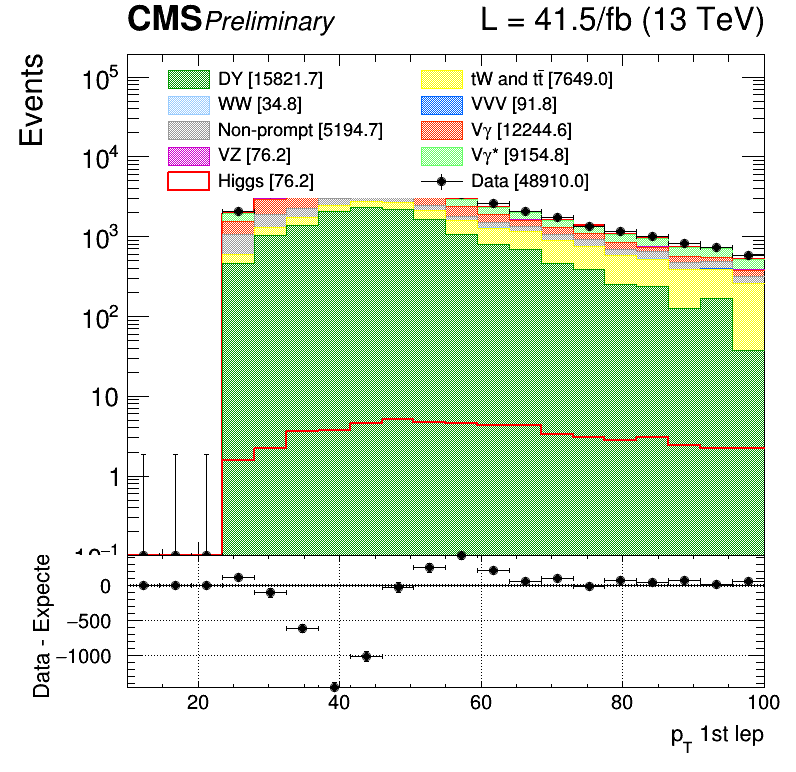 CMS Preliminary L = 41.5/fb (13 TeV)
Events
10⁵
10⁴
10³
10²
10
1
10⁻¹
DY [15821.7]
tW and tt̄ [7649.0]
WW [34.8]
VVV [91.8]
Non-prompt [5194.7]
Vγ [12244.6]
VZ [76.2]
Vγ* [9154.8]
Higgs [76.2]
Data [48910.0]
Data - Expecte
0
−500
−1000
20 40 60 80 100
p_T 1st lep